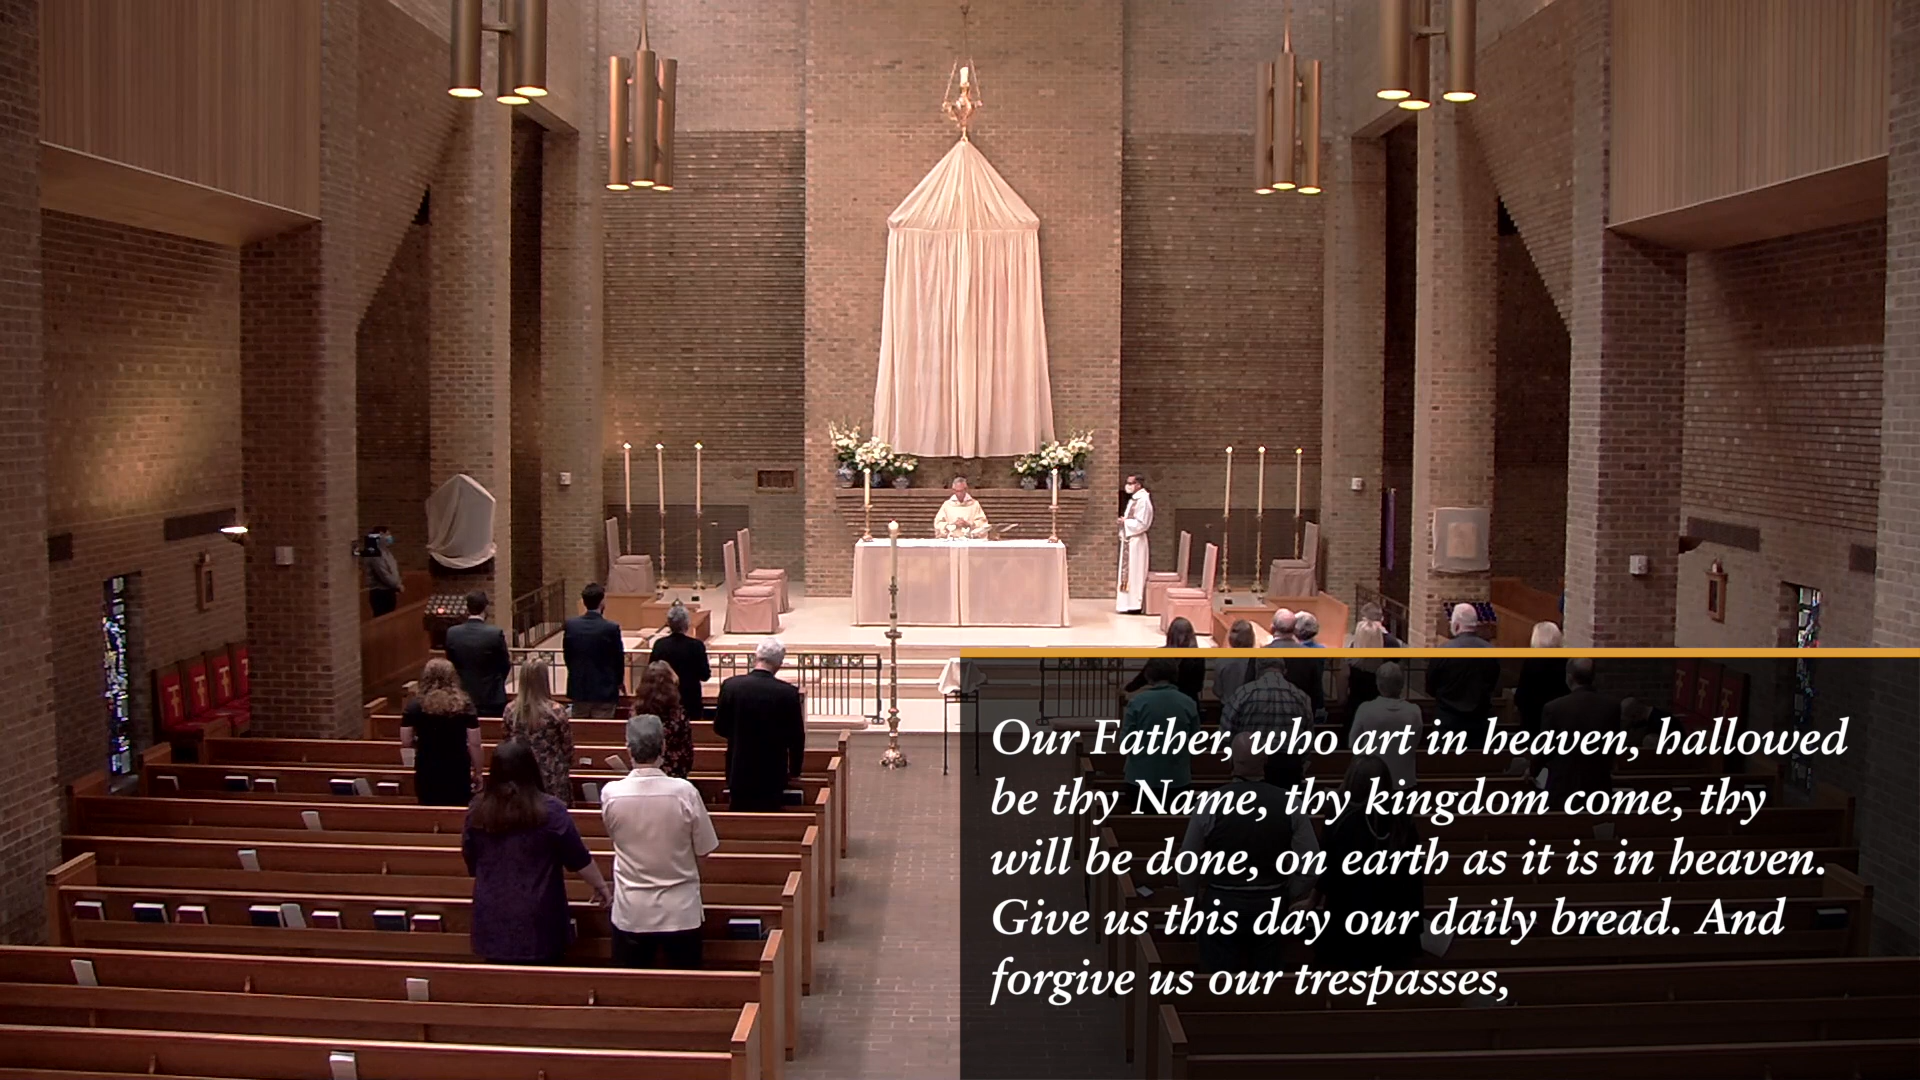 Our Father, who art in heaven, hallowed
be thy Name, thy kingdom come, thy
will be done, on earth as it is in heaven.
Give us this day our daily bread. And
forgive us our trespasses,